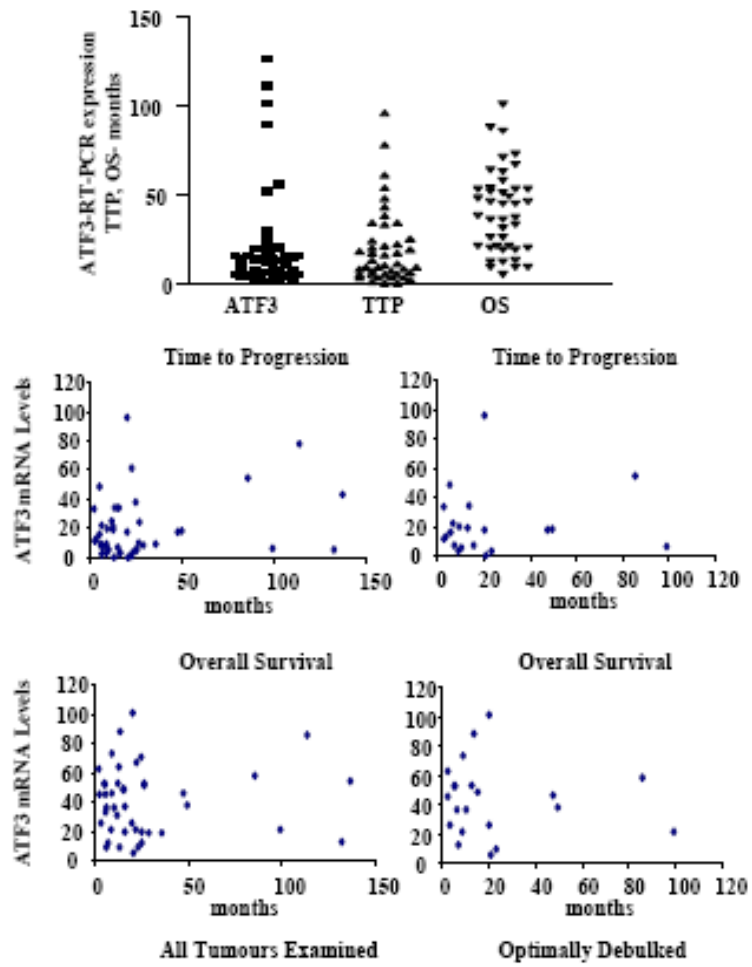 ATF3-RT-PCR expression
TTP, OS- months
150
100
50
0
ATF3 TTP OS
Time to Progression
ATF3 mRNA Levels
120
100
80
60
40
20
0
0 50 100 150
months
Time to Progression
120
100
80
60
40
20
0
0 20 40 60 80 100 120
months
Overall Survival
ATF3 mRNA Levels
120
100
80
60
40
20
0
0 50 100 150
months
All Tumours Examined
Overall Survival
120
100
80
60
40
20
0
0 20 40 60 80 100 120
months
Optimally Debulked